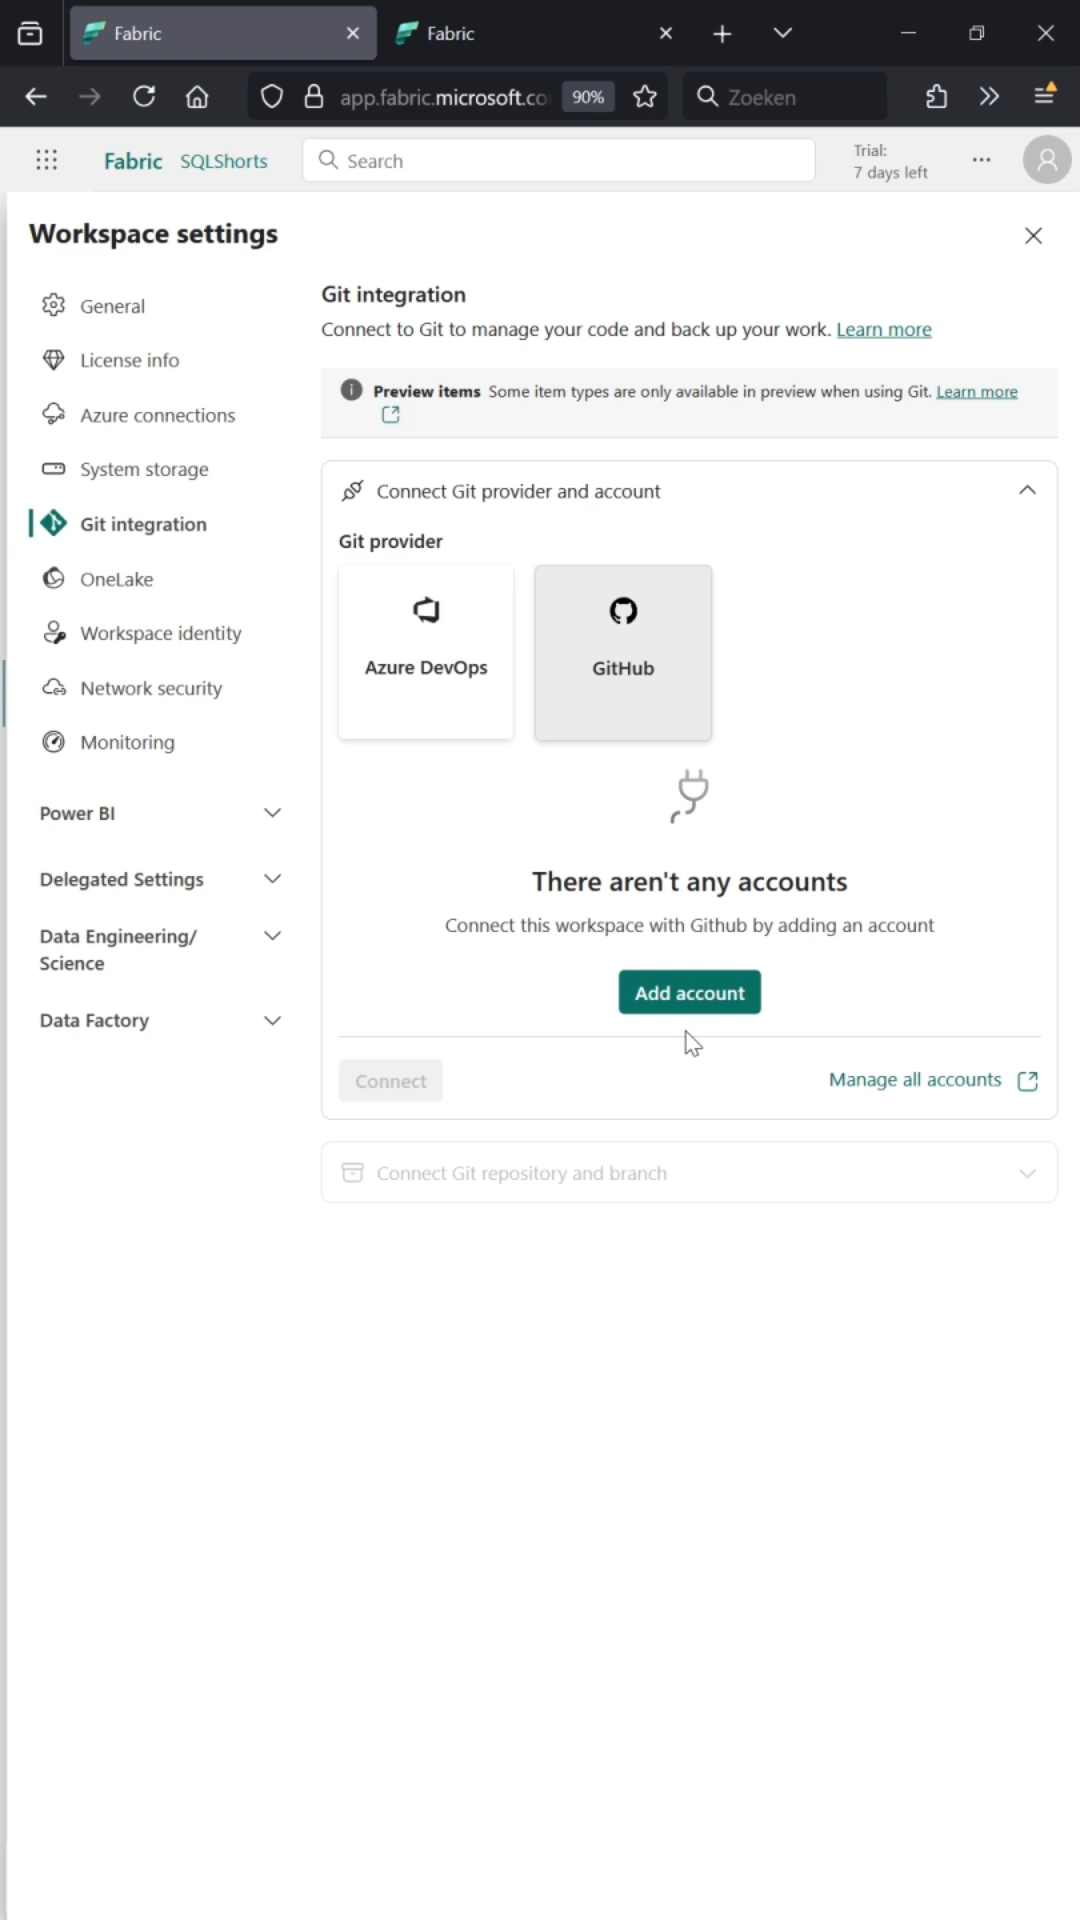 Fabric
Fabric
app.fabric.microsoft.co
90%
Zoeken
Fabric SQLShorts
Search
Trial:
7 days left
Workspace settings
General
License info
Azure connections
System storage
Git integration
OneLake
Workspace identity
Network security
Monitoring
Power BI
Delegated Settings
Data Engineering/
Science
Data Factory
Git integration
Connect to Git to manage your code and back up your work. Learn more
Preview items Some item types are only available in preview when using Git. Learn more
Connect Git provider and account
Git provider
Azure DevOps
GitHub
There aren't any accounts
Connect this workspace with Github by adding an account
Add account
Connect
Manage all accounts
Connect Git repository and branch